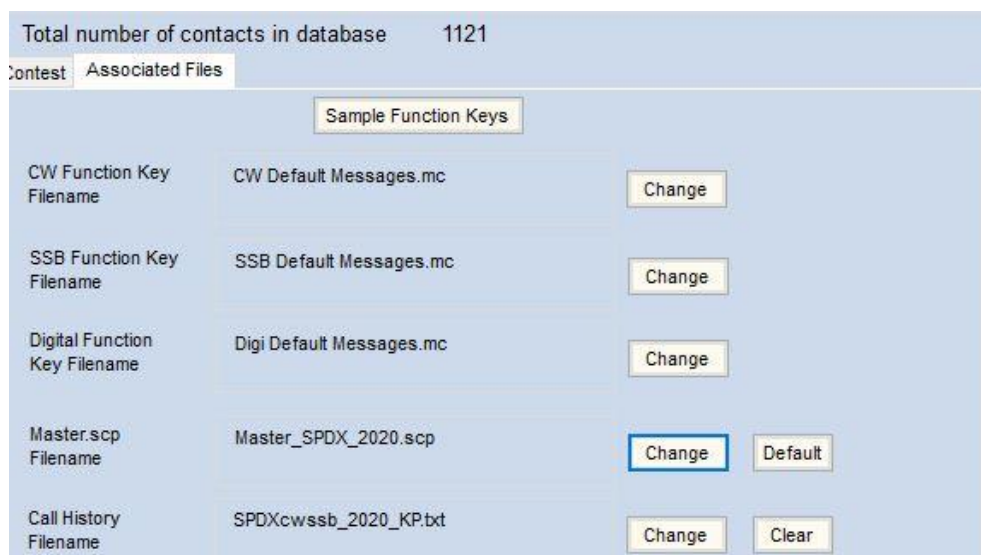 Total number of contacts in database 1121
Contest Associated Files
Sample Function Keys
CW Function Key
Filename
CW Default Messages.mc
Change
SSB Function Key
Filename
SSB Default Messages.mc
Change
Digital Function
Key Filename
Digi Default Messages.mc
Change
Master.scp
Filename
Master_SPDX_2020.scp
Change Default
Call History
Filename
SPDXcwssb_2020_KP.txt
Change Clear